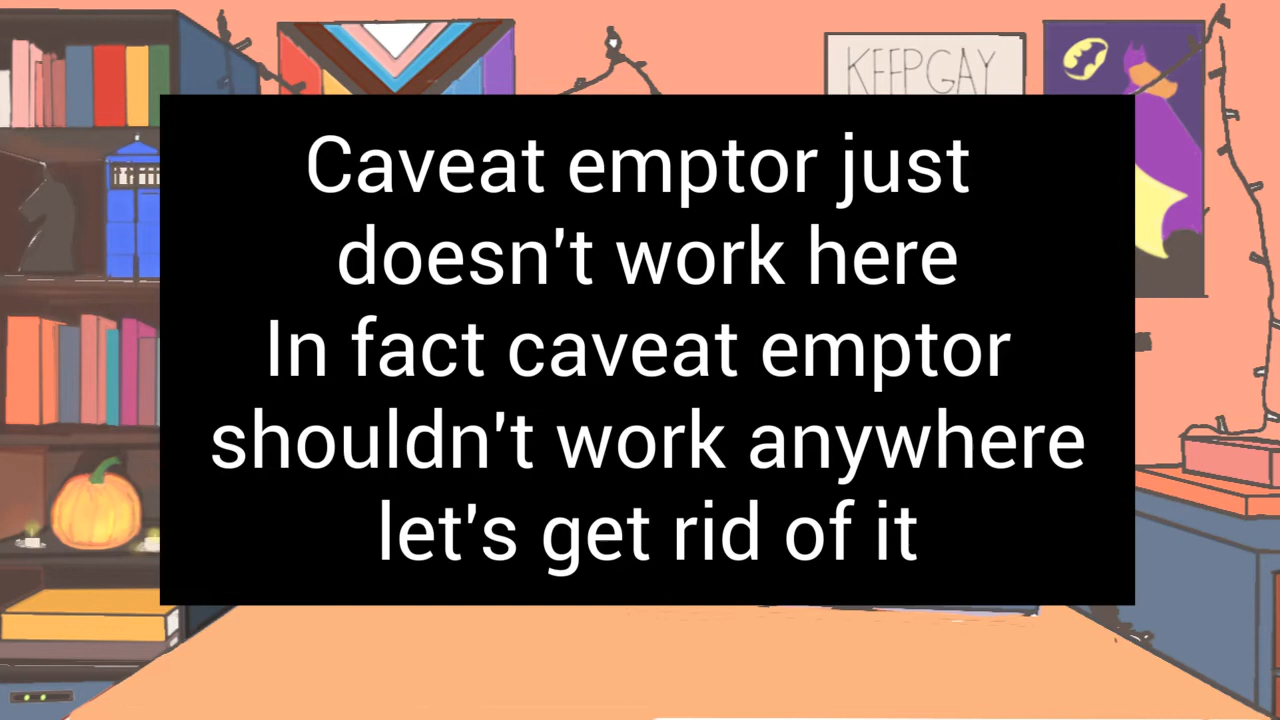 KEEP GAY
Caveat emptor just
doesn't work here
In fact caveat emptor
shouldn't work anywhere
let's get rid of it